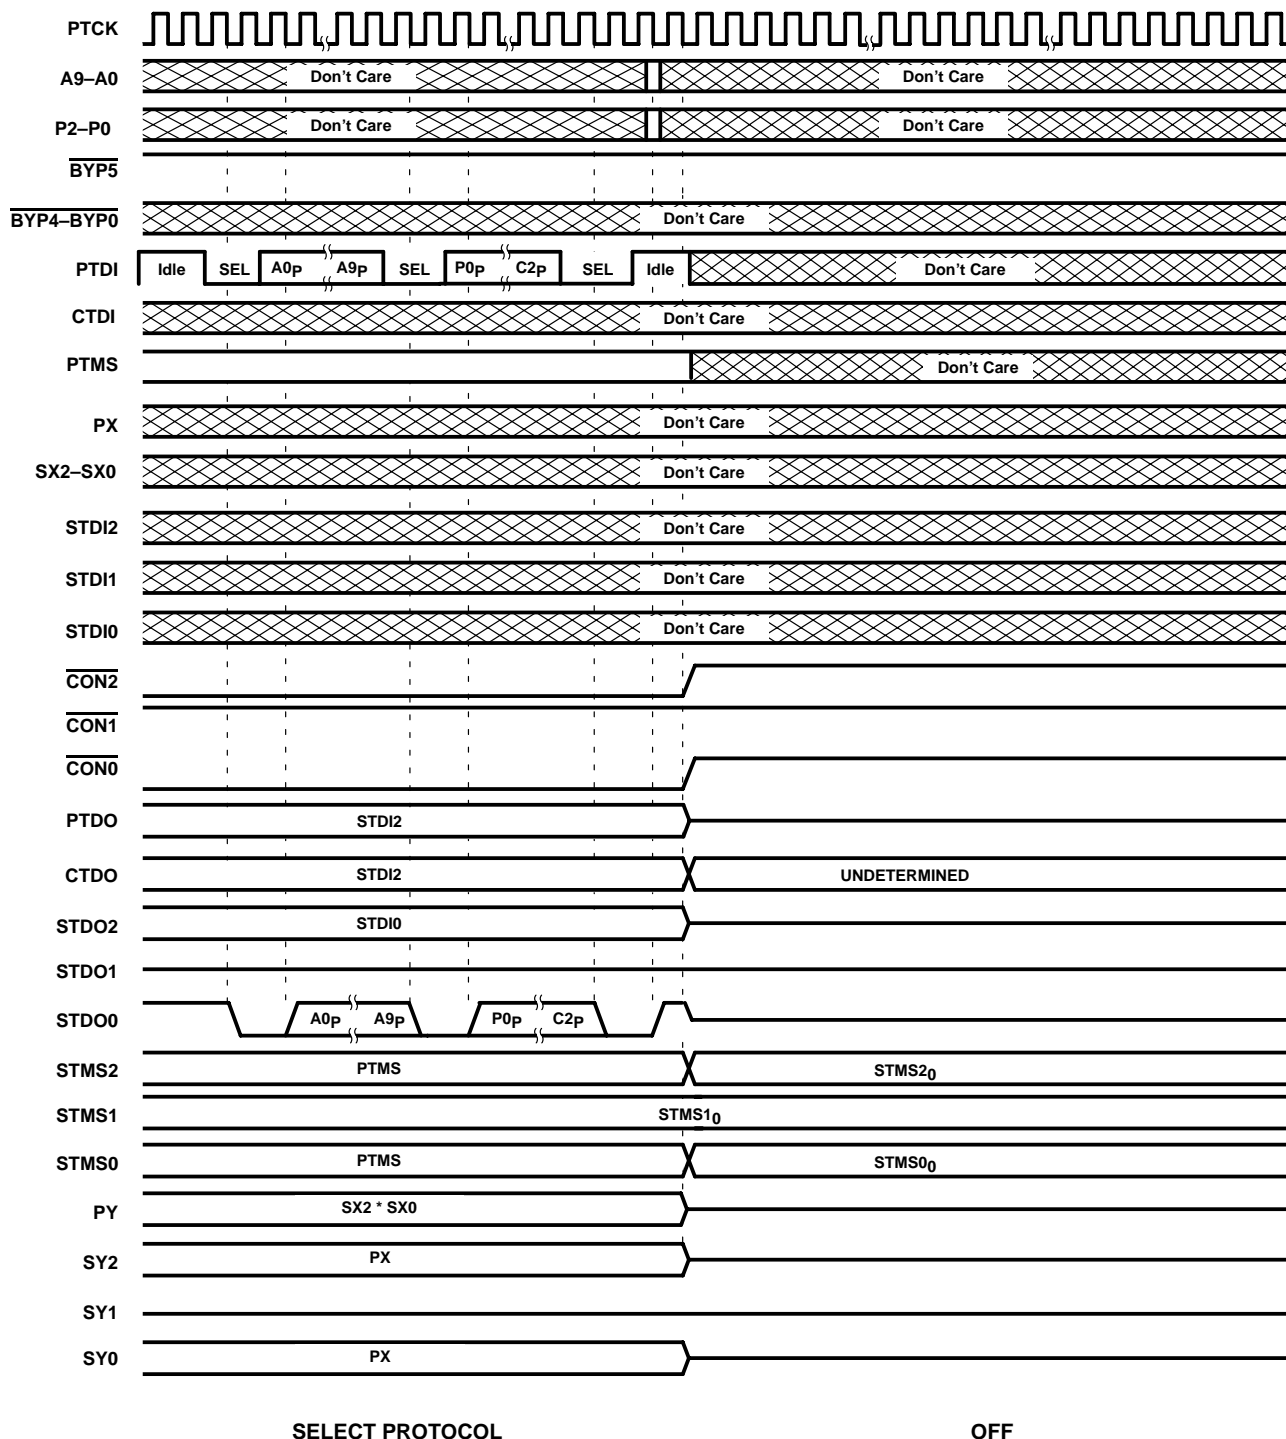 PTCK
A9–A0 Don't Care Don't Care
P2–P0 Don't Care Don't Care
BYP5
BYP4–BYP0 Don't Care
PTDI Idle SEL A0P A9P SEL P0P C2P SEL Idle Don't Care
CTDI Don't Care
PTMS Don't Care
PX Don't Care
SX2–SX0 Don't Care
STDI2 Don't Care
STDI1 Don't Care
STDI0 Don't Care
CON2
CON1
CON0
PTDO STDI2
CTDO STDI2 UNDETERMINED
STDO2 STDI0
STDO1
STDO0 A0P A9P P0P C2P
STMS2 PTMS STMS20
STMS1 STMS10
STMS0 PTMS STMS00
PY SX2 * SX0
SY2 PX
SY1
SY0 PX
SELECT PROTOCOL OFF